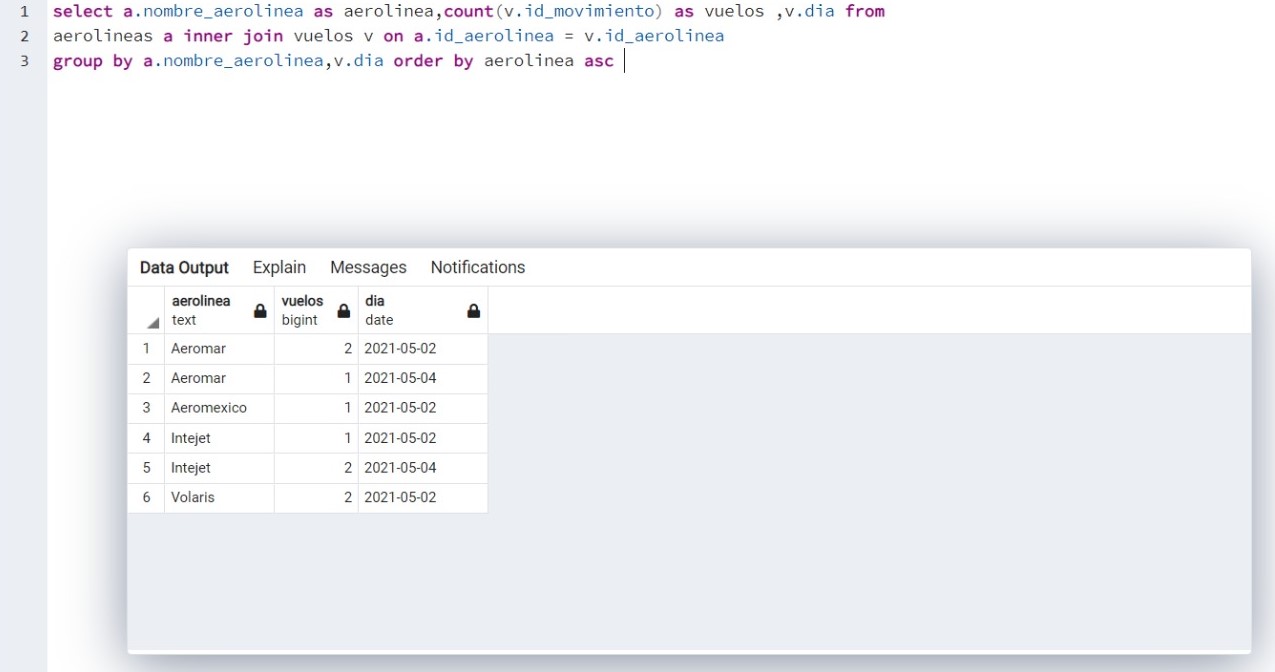 1 select a.nombre_aerolinea as aerolinea,count(v.id_movimiento) as vuelos ,v.dia from
2 aerolineas a inner join vuelos v on a.id_aerolinea = v.id_aerolinea
3 group by a.nombre_aerolinea,v.dia order by aerolinea asc
Data Output Explain Messages Notifications
aerolinea vuelos dia
text bigint date
1 Aeromar 2 2021-05-02
2 Aeromar 1 2021-05-04
3 Aeromexico 1 2021-05-02
4 Intejet 1 2021-05-02
5 Intejet 2 2021-05-04
6 Volaris 2 2021-05-02